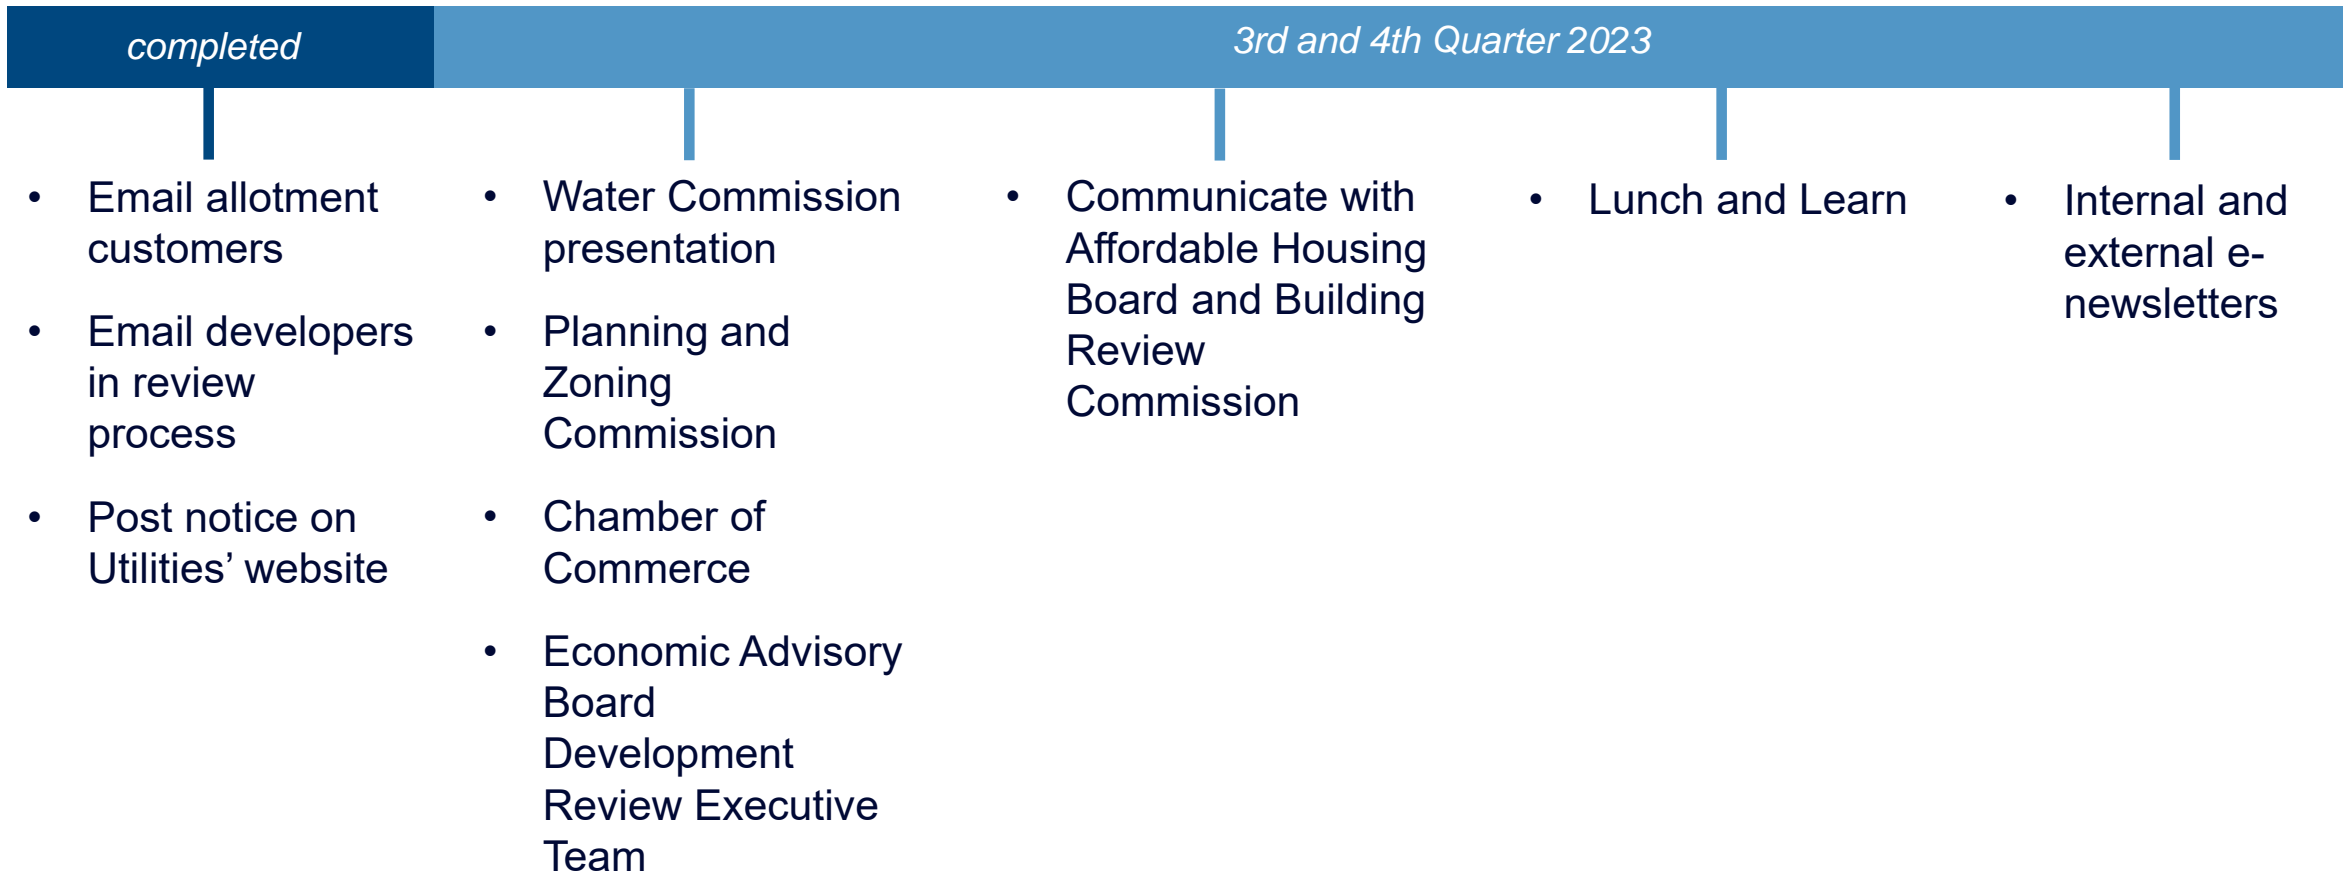 completed
3rd and 4th Quarter 2023
• Email allotment
customers
• Email developers
in review
process
• Post notice on
Utilities’ website
• Water Commission
presentation
• Planning and
Zoning
Commission
• Chamber of
Commerce
• Economic Advisory
Board
Development
Review Executive
Team
• Communicate with
Affordable Housing
Board and Building
Review
Commission
• Lunch and Learn
• Internal and
external e-
newsletters